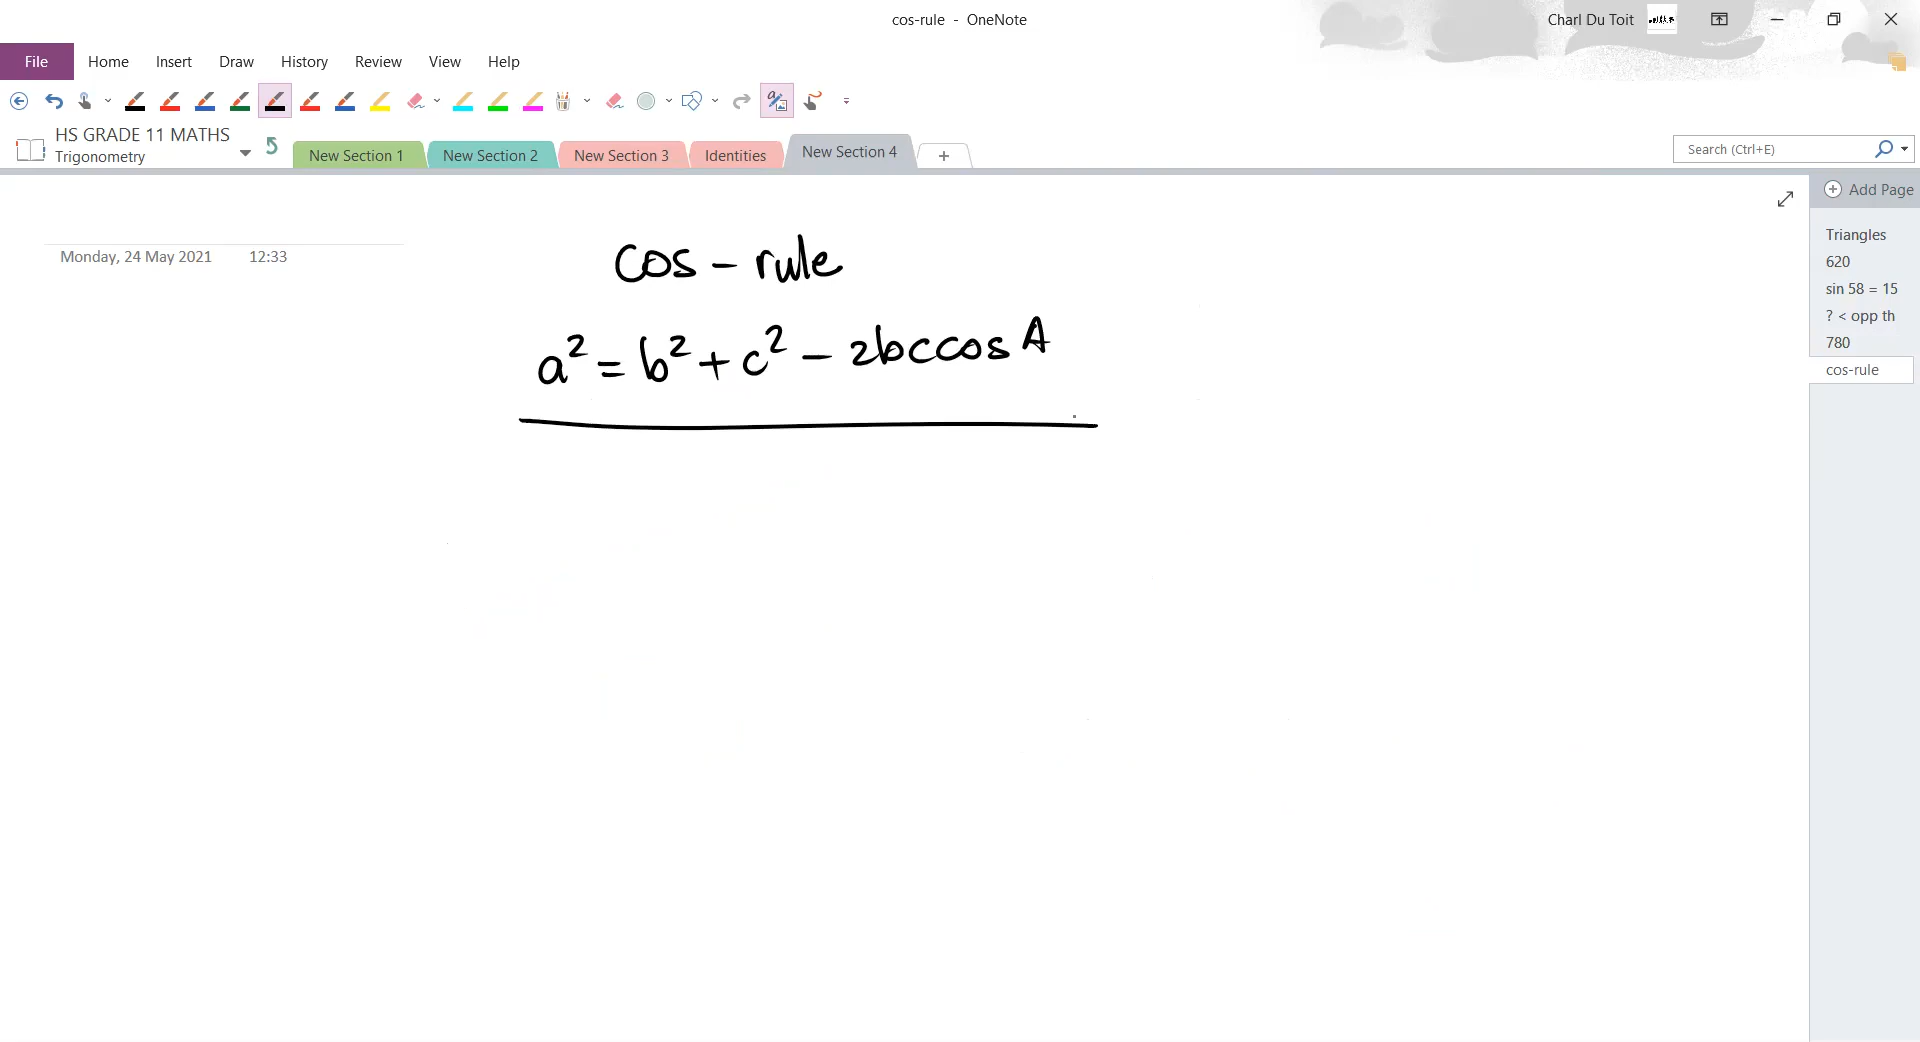 cos-rule - OneNote
Charl Du Toit
File Home Insert Draw History Review View Help
HS GRADE 11 MATHS
Trigonometry
New Section 1 New Section 2 New Section 3 Identities New Section 4 +
Search (Ctrl+E)
Add Page
Monday, 24 May 2021 12:33
cos - rule
a² = b² + c² - 2bccos A
Triangles
620
sin 58 = 15
? < opp th
780
cos-rule